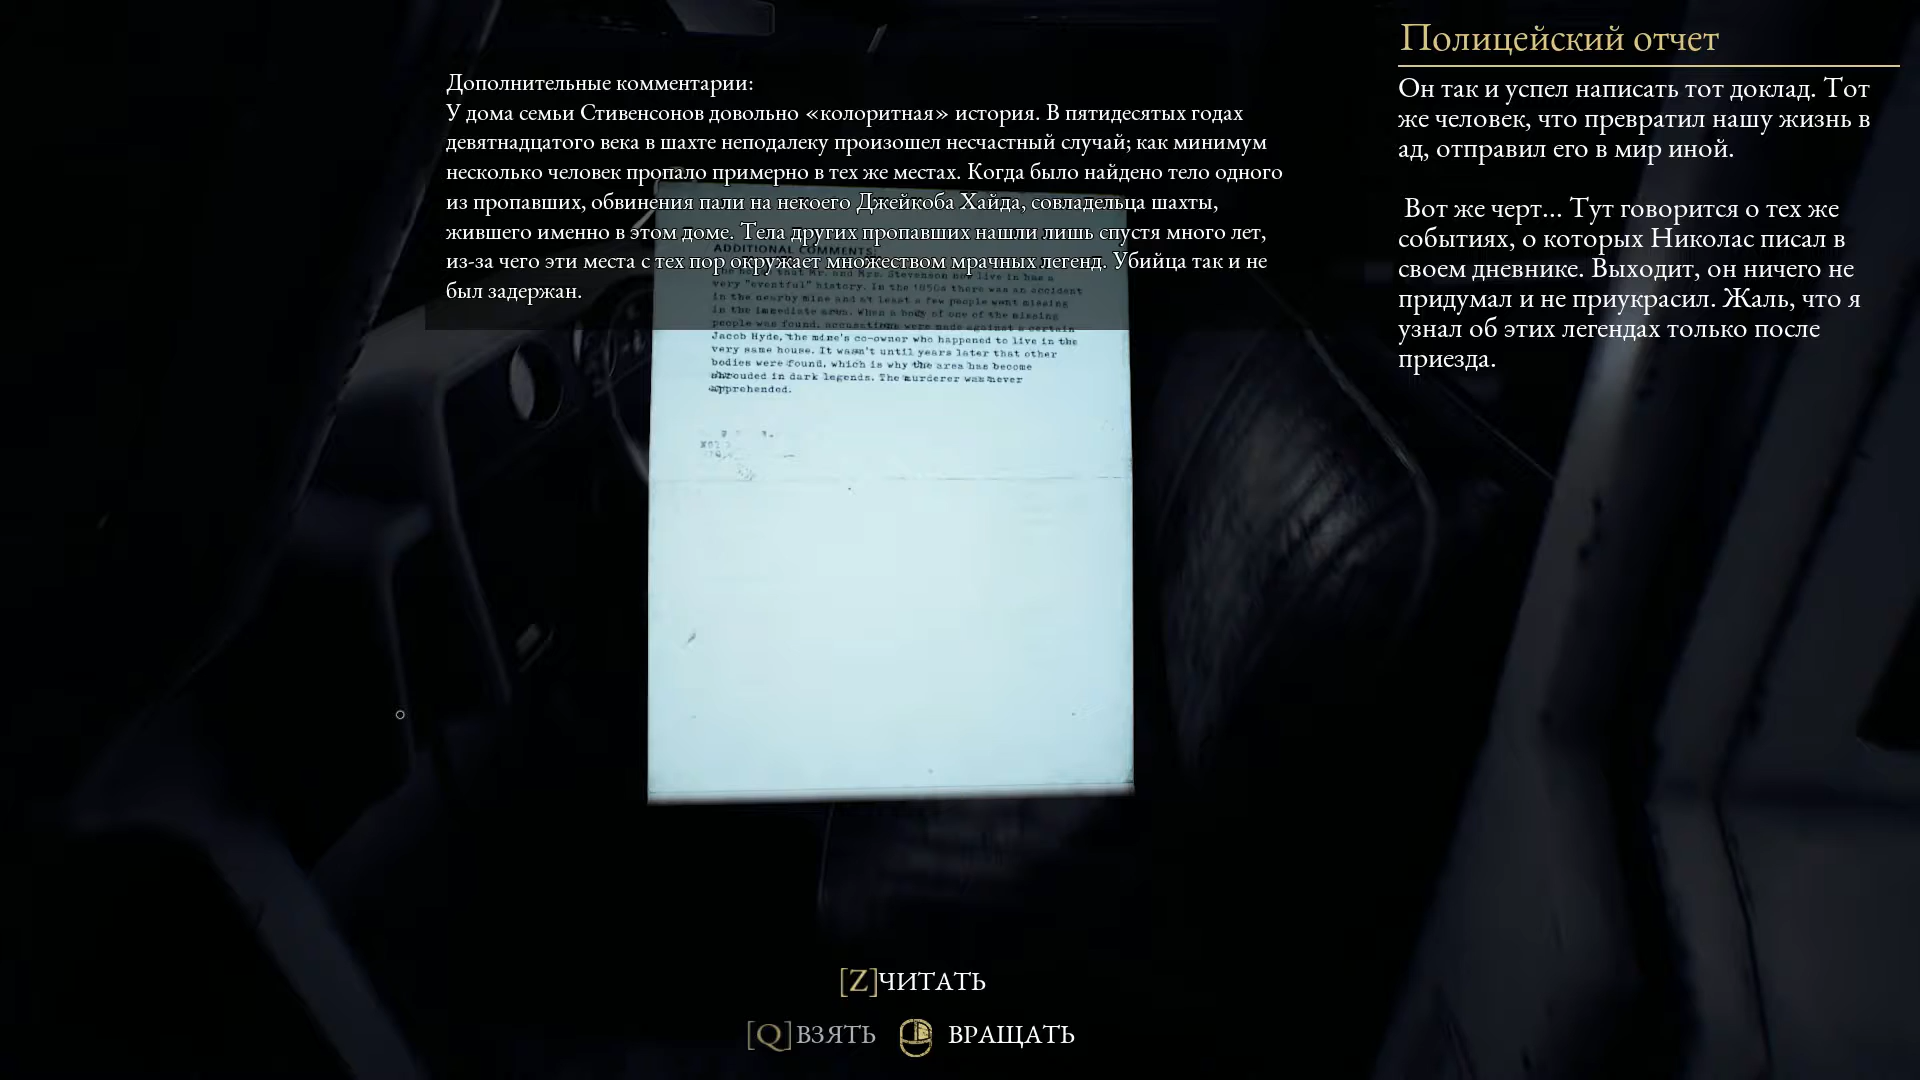 Полицейский отчет
Дополнительные комментарии:
У дома семьи Стивенсонов довольно «колоритная» история. В пятидесятых годах
девятнадцатого века в шахте неподалеку произошел несчастный случай; как минимум
несколько человек пропало примерно в тех же местах. Когда было найдено тело одного
из пропавших, обвинения пали на некоего Джейкоба Хайда, совладельца шахты,
жившего именно в этом доме. Тела других пропавших нашли лишь спустя много лет,
из-за чего эти места с тех пор окружает множеством мрачных легенд. Убийца так и не
был задержан.
Он так и успел написать тот доклад. Тот
же человек, что превратил нашу жизнь в
ад, отправил его в мир иной.
Вот же черт... Тут говорится о тех же
событиях, о которых Николас писал в
своем дневнике. Выходит, он ничего не
придумал и не приукрасил. Жаль, что я
узнал об этих легендах только после
приезда.
ADDITIONAL COMMENTS:
that Mr. and Mrs. Stevenson now live in has a
very "eventful" history. In the 1850s there was an accident
in the nearby mine and at least a few people went missing
in the immediate area. When a body of one of the missing
people was found, accusations were made against a certain
Jacob Hyde, the mine's co-owner who happened to live in the
very same house. It wasn't until years later that other
bodies were found, which is why the area has become
shrouded in dark legends. The murderer was never
apprehended.
[Z]ЧИТАТЬ
[Q]ВЗЯТЬ ВРАЩАТЬ